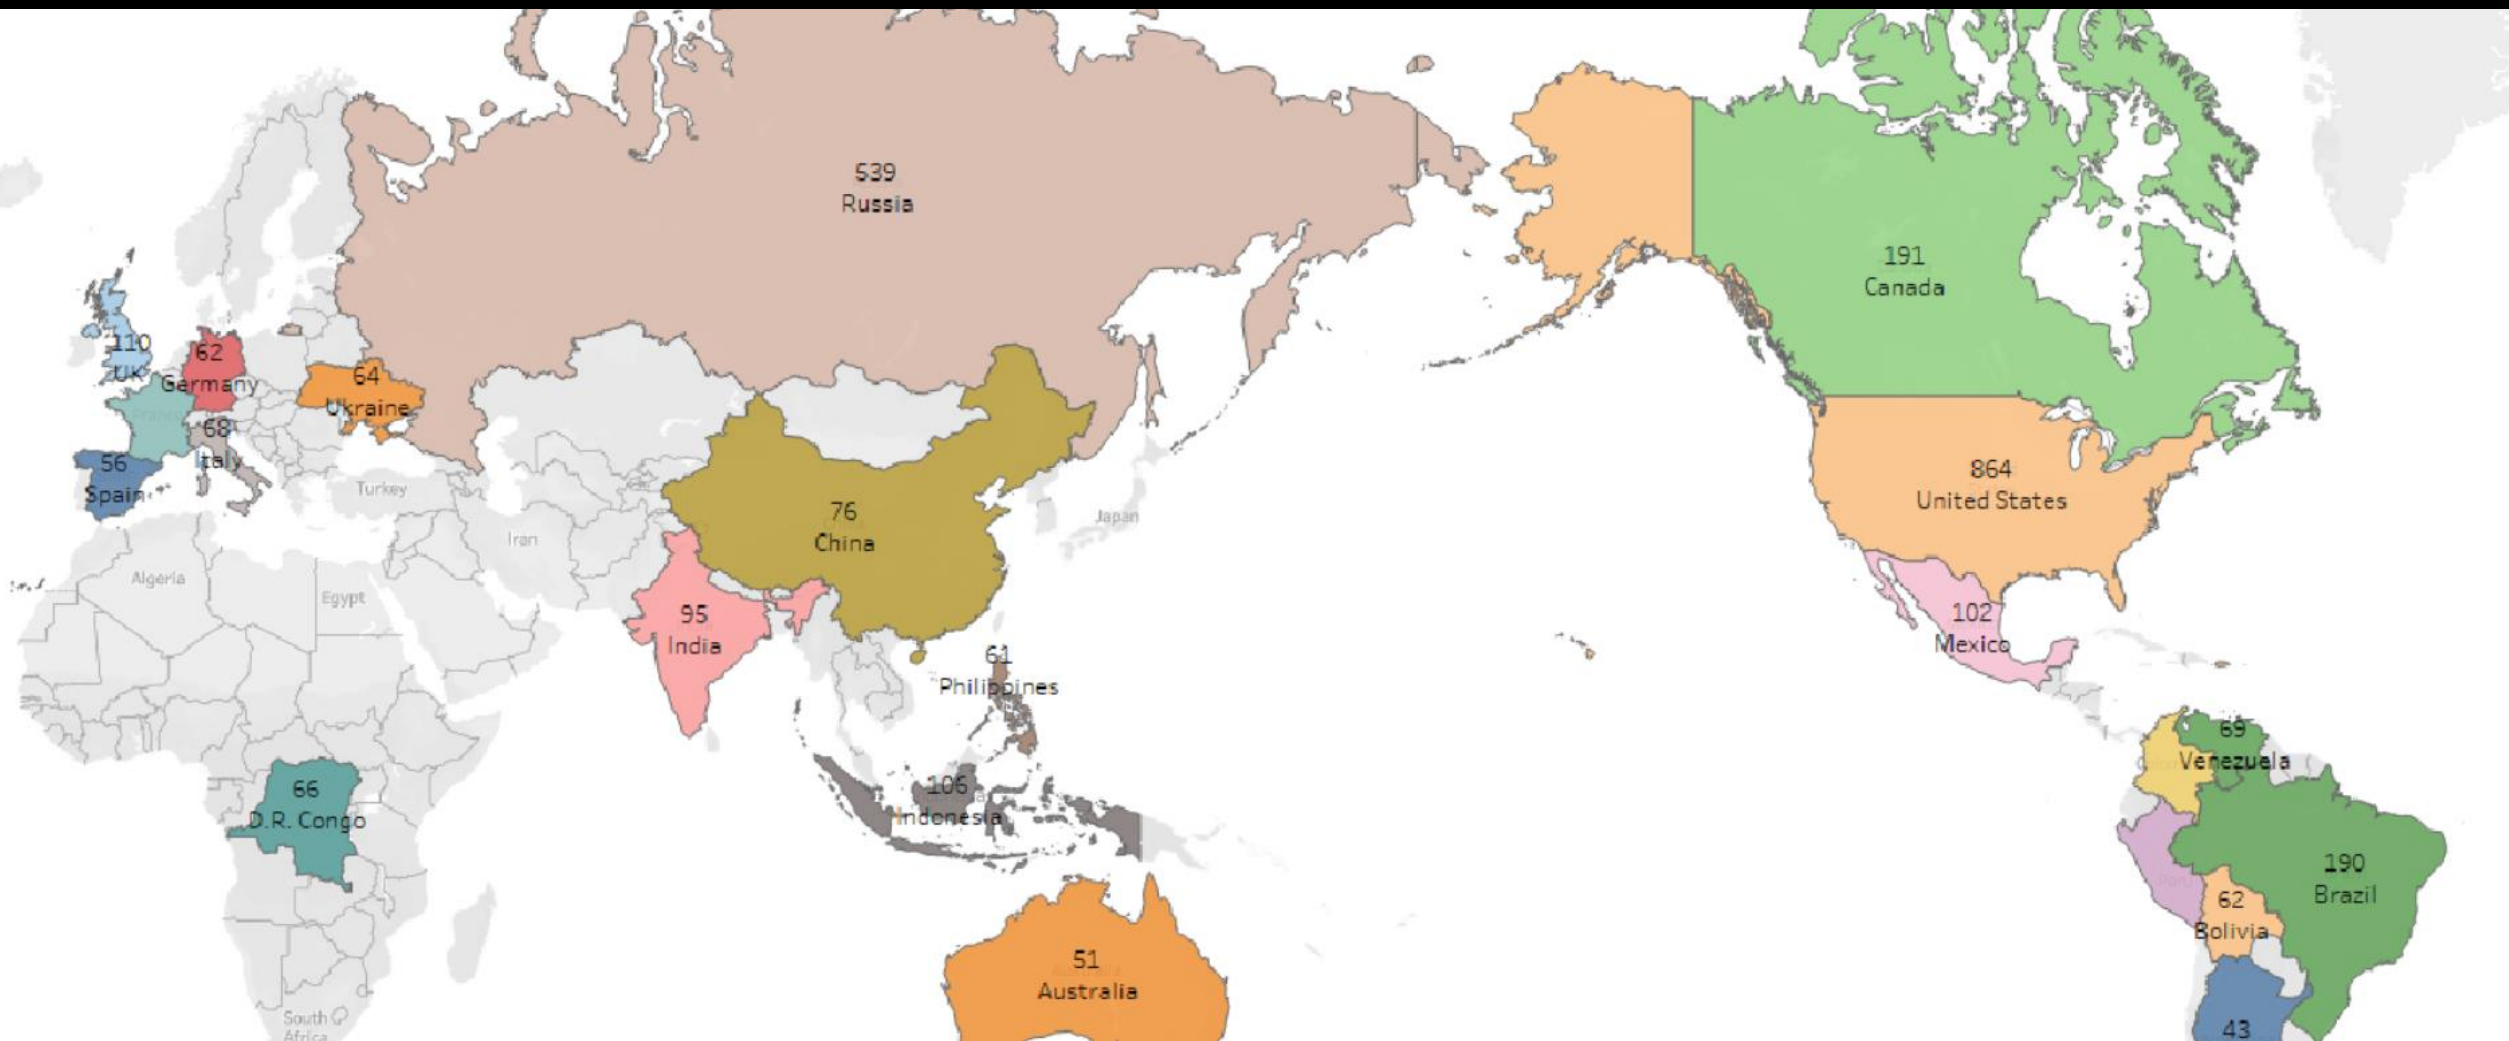 539
Russia
191
Canada
110
UK
62
Germany
64
Ukraine
France
68
Italy
56
Spain
864
United States
Turkey
Iran
Japan
76
China
Algeria
Egypt
95
India
102
Mexico
61
Philippines
69
Venezuela
66
D.R. Congo
106
Indonesia
190
Brazil
Peru
62
Bolivia
51
Australia
South
Africa
43